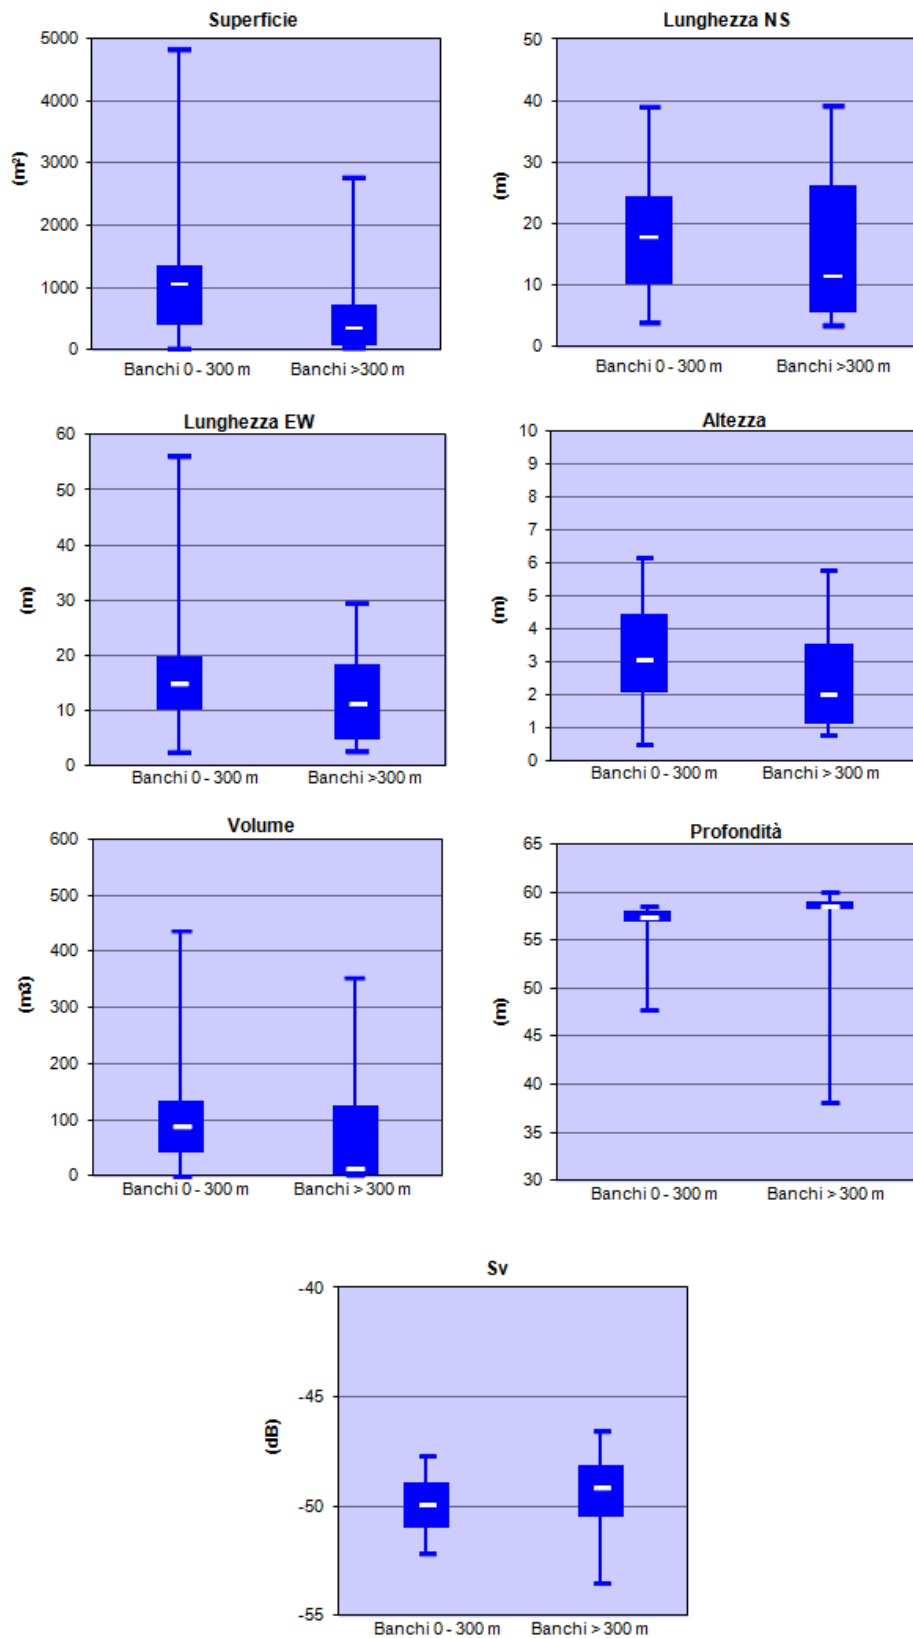 Superficie
5000
4000
3000
2000
1000
0
(m²)
Banchi 0 - 300 m Banchi >300 m
Lunghezza NS
50
40
30
20
10
0
(m)
Banchi 0 - 300 m Banchi >300 m
Lunghezza EW
60
50
40
30
20
10
0
(m)
Banchi 0 - 300 m Banchi >300 m
Altezza
10
9
8
7
6
5
4
3
2
1
0
(m)
Banchi 0 - 300 m Banchi > 300 m
Volume
600
500
400
300
200
100
0
(m3)
Banchi 0 - 300 m Banchi > 300 m
Profondità
65
60
55
50
45
40
35
30
(m)
Banchi 0 - 300 m Banchi > 300 m
Sv
-40
-45
-50
-55
(dB)
Banchi 0 - 300 m Banchi > 300 m